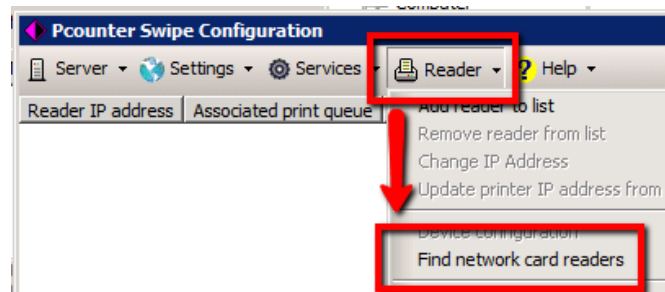 Computer
Pcounter Swipe Configuration
Server Settings Services Reader ? Help
Reader IP address Associated print queue
Add reader to list
Remove reader from list
Change IP Address
Update printer IP address from
Device configuration
Find network card readers